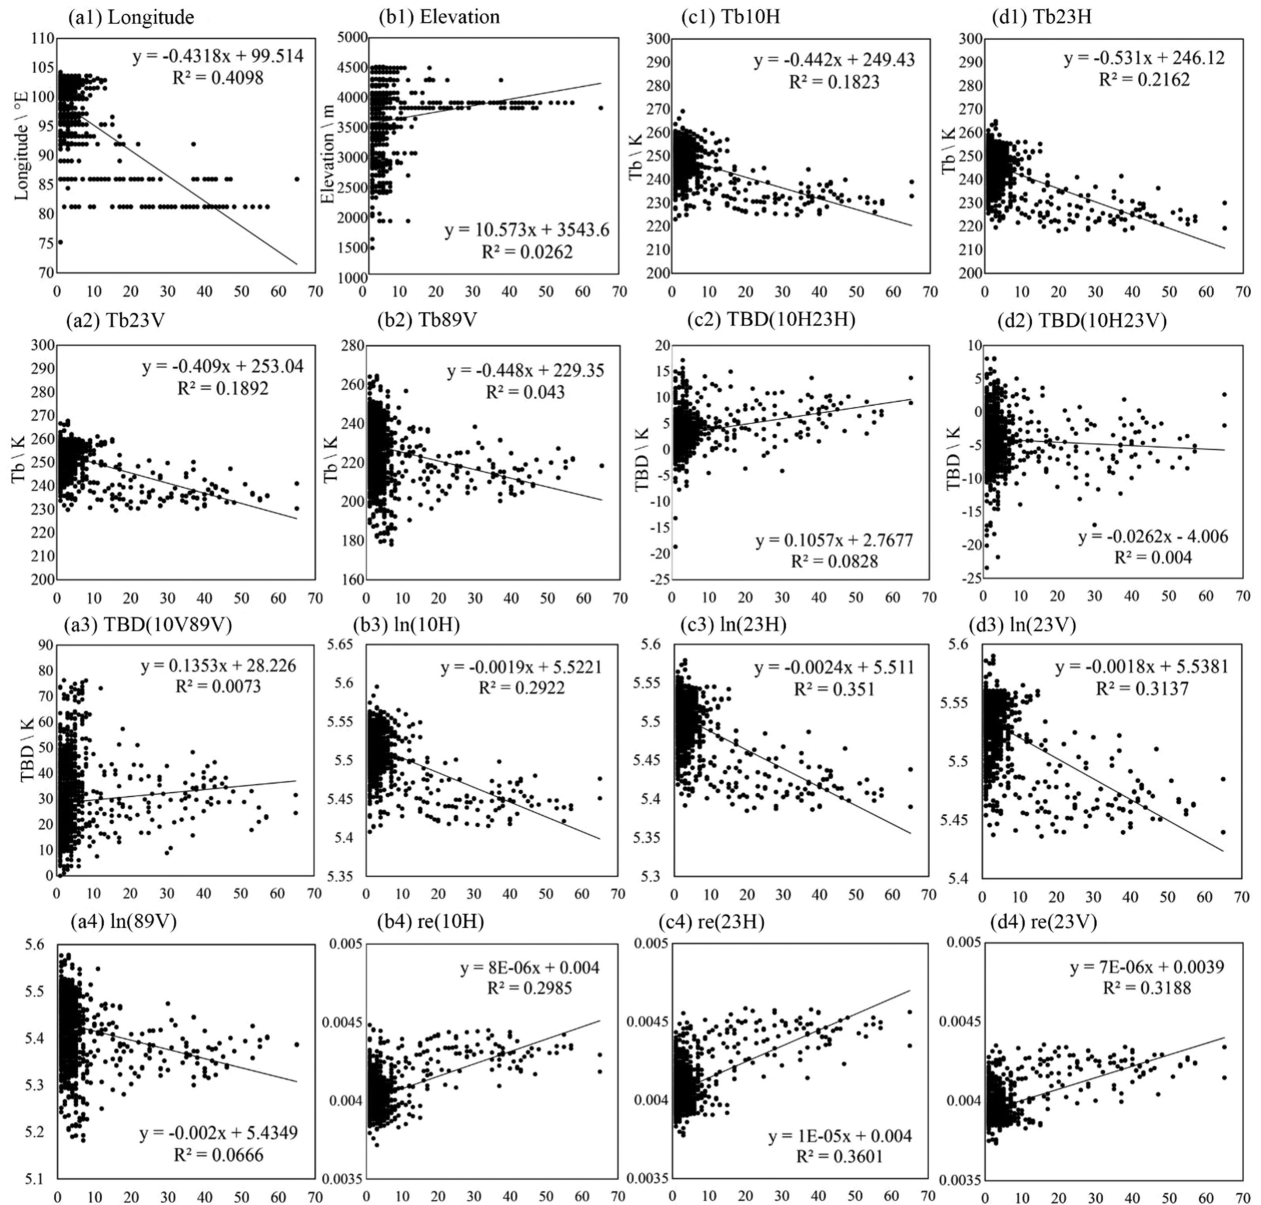 (a1) Longitude
(b1) Elevation
(c1) Tb10H
(d1) Tb23H
110
105
100
95
90
85
80
75
70
Longitude \ °E
y = -0.4318x + 99.514
R² = 0.4098
0 10 20 30 40 50 60 70
5000
4500
4000
3500
3000
2500
2000
1500
1000
Elevation \ m
y = 10.573x + 3543.6
R² = 0.0262
0 10 20 30 40 50 60 70
300
290
280
270
260
250
240
230
220
210
200
Tb \ K
y = -0.442x + 249.43
R² = 0.1823
0 10 20 30 40 50 60 70
300
290
280
270
260
250
240
230
220
210
200
Tb \ K
y = -0.531x + 246.12
R² = 0.2162
0 10 20 30 40 50 60 70
(a2) Tb23V
(b2) Tb89V
(c2) TBD(10H23H)
(d2) TBD(10H23V)
300
290
280
270
260
250
240
230
220
210
200
Tb \ K
y = -0.409x + 253.04
R² = 0.1892
0 10 20 30 40 50 60 70
280
260
240
220
200
180
160
Tb \ K
y = -0.448x + 229.35
R² = 0.043
0 10 20 30 40 50 60 70
20
15
10
5
0
-5
-10
-15
-20
-25
TBD \ K
y = 0.1057x + 2.7677
R² = 0.0828
0 10 20 30 40 50 60 70
10
5
0
-5
-10
-15
-20
-25
TBD \ K
y = -0.0262x - 4.006
R² = 0.004
0 10 20 30 40 50 60 70
(a3) TBD(10V89V)
(b3) ln(10H)
(c3) ln(23H)
(d3) ln(23V)
90
80
70
60
50
40
30
20
10
0
TBD \ K
y = 0.1353x + 28.226
R² = 0.0073
0 10 20 30 40 50 60 70
5.65
5.6
5.55
5.5
5.45
5.4
5.35
y = -0.0019x + 5.5221
R² = 0.2922
0 10 20 30 40 50 60 70
5.6
5.55
5.5
5.45
5.4
5.35
5.3
y = -0.0024x + 5.511
R² = 0.351
0 10 20 30 40 50 60 70
5.6
5.55
5.5
5.45
5.4
y = -0.0018x + 5.5381
R² = 0.3137
0 10 20 30 40 50 60 70
(a4) ln(89V)
(b4) re(10H)
(c4) re(23H)
(d4) re(23V)
5.6
5.5
5.4
5.3
5.2
5.1
y = -0.002x + 5.4349
R² = 0.0666
0 10 20 30 40 50 60 70
0.005
0.0045
0.004
0.0035
y = 8E-06x + 0.004
R² = 0.2985
0 10 20 30 40 50 60 70
0.005
0.0045
0.004
0.0035
y = 1E-05x + 0.004
R² = 0.3601
0 10 20 30 40 50 60 70
0.005
0.0045
0.004
0.0035
y = 7E-06x + 0.0039
R² = 0.3188
0 10 20 30 40 50 60 70